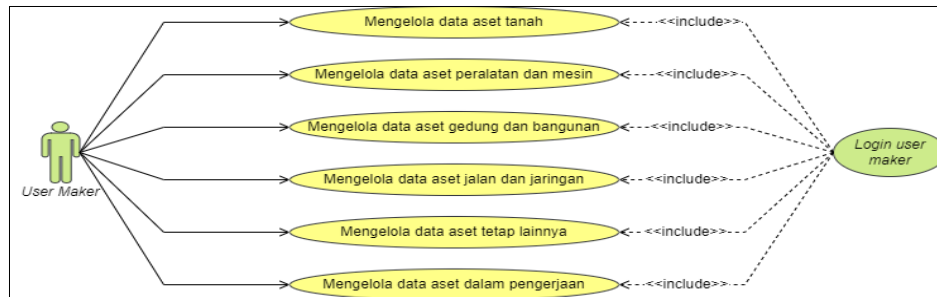 Mengelola data aset tanah
<<include>>
Mengelola data aset peralatan dan mesin
<<include>>
Mengelola data aset gedung dan bangunan
<<include>>
User Maker
Login user
maker
Mengelola data aset jalan dan jaringan
<<include>>
Mengelola data aset tetap lainnya
<<include>>
Mengelola data aset dalam pengerjaan
<<include>>